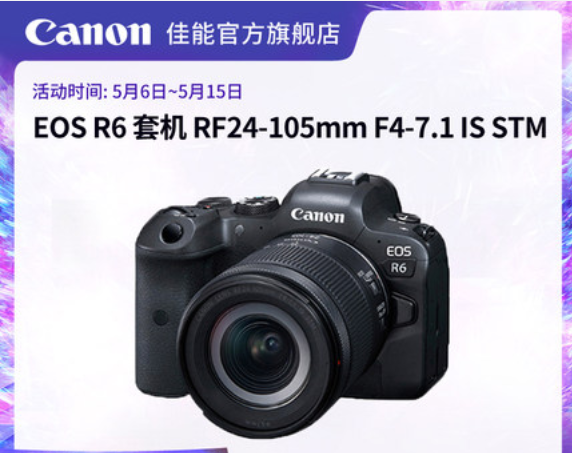 Canon 佳能官方旗舰店
活动时间: 5月6日~5月15日
EOS R6 套机 RF24-105mm F4-7.1 IS STM
Canon
EOS
R6